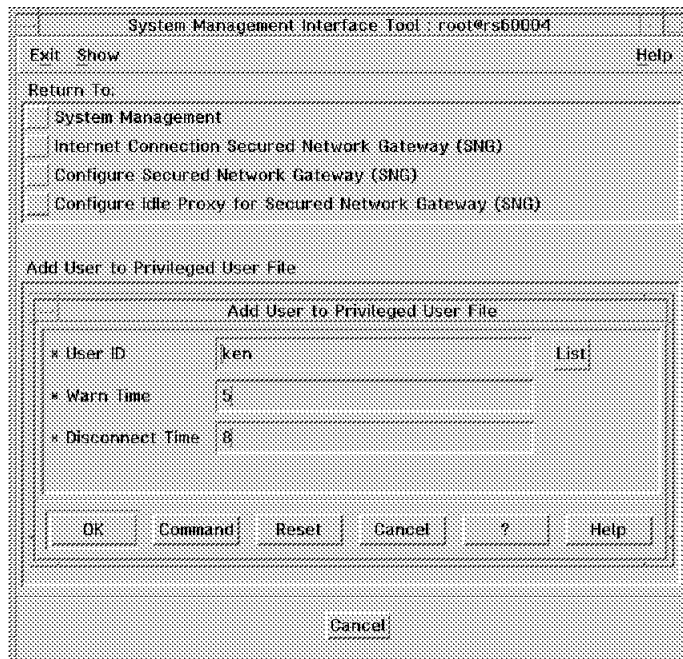 System Management Interface Tool : root@rs60004
Exit Show Help
Return To:
System Management
Internet Connection Secured Network Gateway (SNG)
Configure Secured Network Gateway (SNG)
Configure Idle Proxy for Secured Network Gateway (SNG)
Add User to Privileged User File
Add User to Privileged User File
* User ID ken List
* Warn Time 5
* Disconnect Time 8
OK Command Reset Cancel ? Help
Cancel